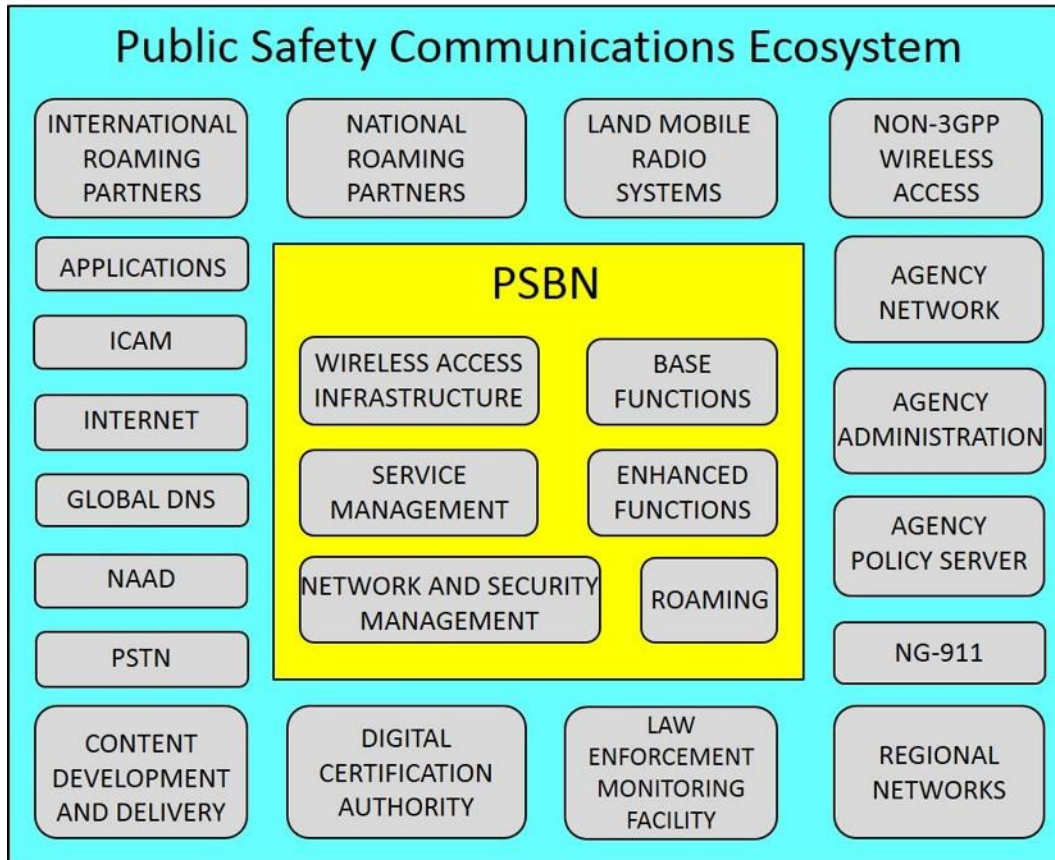 Public Safety Communications Ecosystem
INTERNATIONAL
ROAMING
PARTNERS
NATIONAL
ROAMING
PARTNERS
LAND MOBILE
RADIO
SYSTEMS
NON-3GPP
WIRELESS
ACCESS
APPLICATIONS
ICAM
INTERNET
GLOBAL DNS
NAAD
PSTN
PSBN
WIRELESS ACCESS
INFRASTRUCTURE
BASE
FUNCTIONS
SERVICE
MANAGEMENT
ENHANCED
FUNCTIONS
NETWORK AND SECURITY
MANAGEMENT
ROAMING
AGENCY
NETWORK
AGENCY
ADMINISTRATION
AGENCY
POLICY SERVER
NG-911
CONTENT
DEVELOPMENT
AND DELIVERY
DIGITAL
CERTIFICATION
AUTHORITY
LAW
ENFORCEMENT
MONITORING
FACILITY
REGIONAL
NETWORKS